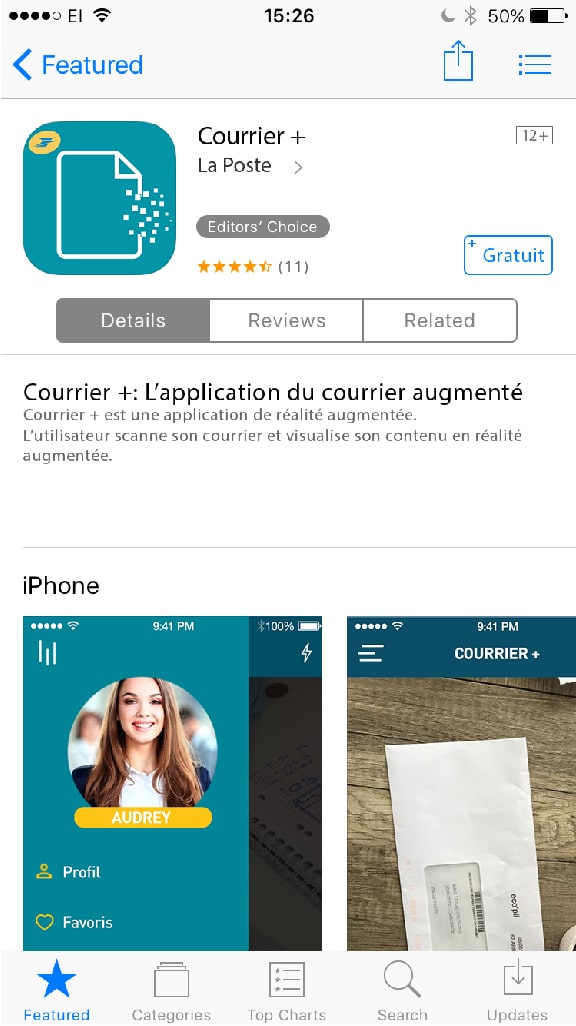 EI 15:26 50%
Featured
Courrier +
12+
La Poste >
Editors' Choice
(11)
+ Gratuit
Details Reviews Related
Courrier +: L'application du courrier augmenté
Courrier + est une application de réalité augmentée.
L'utilisateur scanne son courrier et visualise son contenu en réalité
augmentée.
iPhone
9:41 PM 100%
9:41 PM
COURRIER +
AUDREY
Profil
Favoris
eco'pli
Featured Categories Top Charts Search Updates